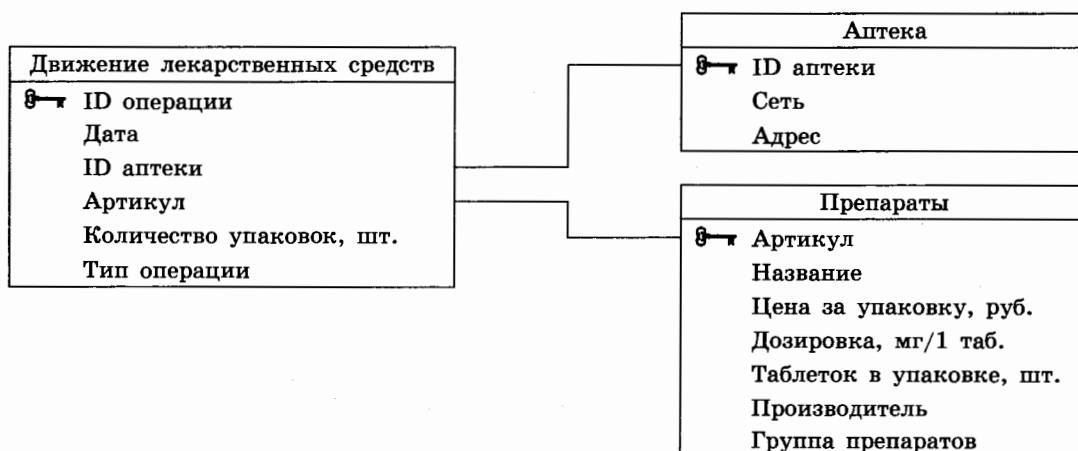 Движение лекарственных средств
ID операции
Дата
ID аптеки
Артикул
Количество упаковок, шт.
Тип операции
Аптека
ID аптеки
Сеть
Адрес
Препараты
Артикул
Название
Цена за упаковку, руб.
Дозировка, мг/1 таб.
Таблеток в упаковке, шт.
Производитель
Группа препаратов